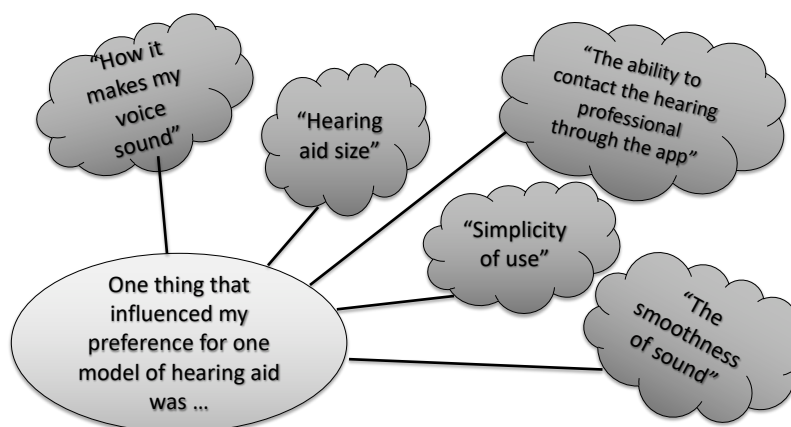 “How it
makes my
voice
sound”
“Hearing
aid size”
“The ability to
contact the hearing
professional
through the app”
“Simplicity
of use”
“The
smoothness
of sound”
One thing that
influenced my
preference for one
model of hearing aid
was ...